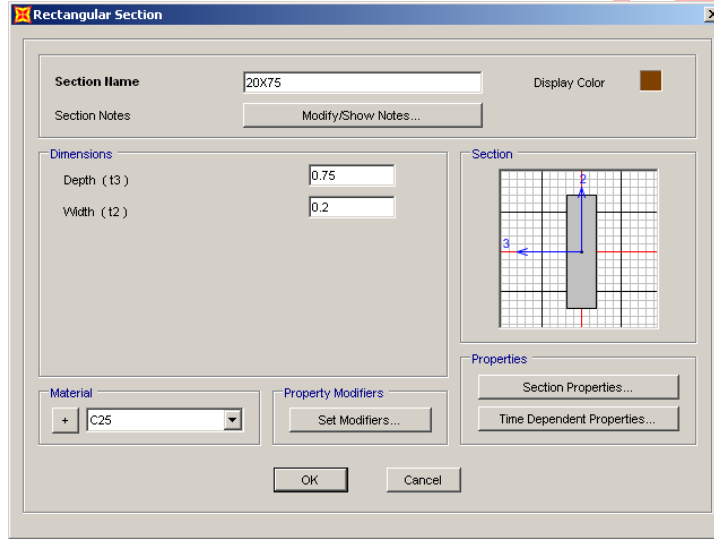 Rectangular Section
Section Name
20X75
Display Color
Section Notes
Modify/Show Notes...
Dimensions
Depth ( t3 )
0.75
Width ( t2 )
0.2
Section
2
3
Properties
Section Properties...
Time Dependent Properties...
Material
+
C25
Property Modifiers
Set Modifiers...
OK
Cancel